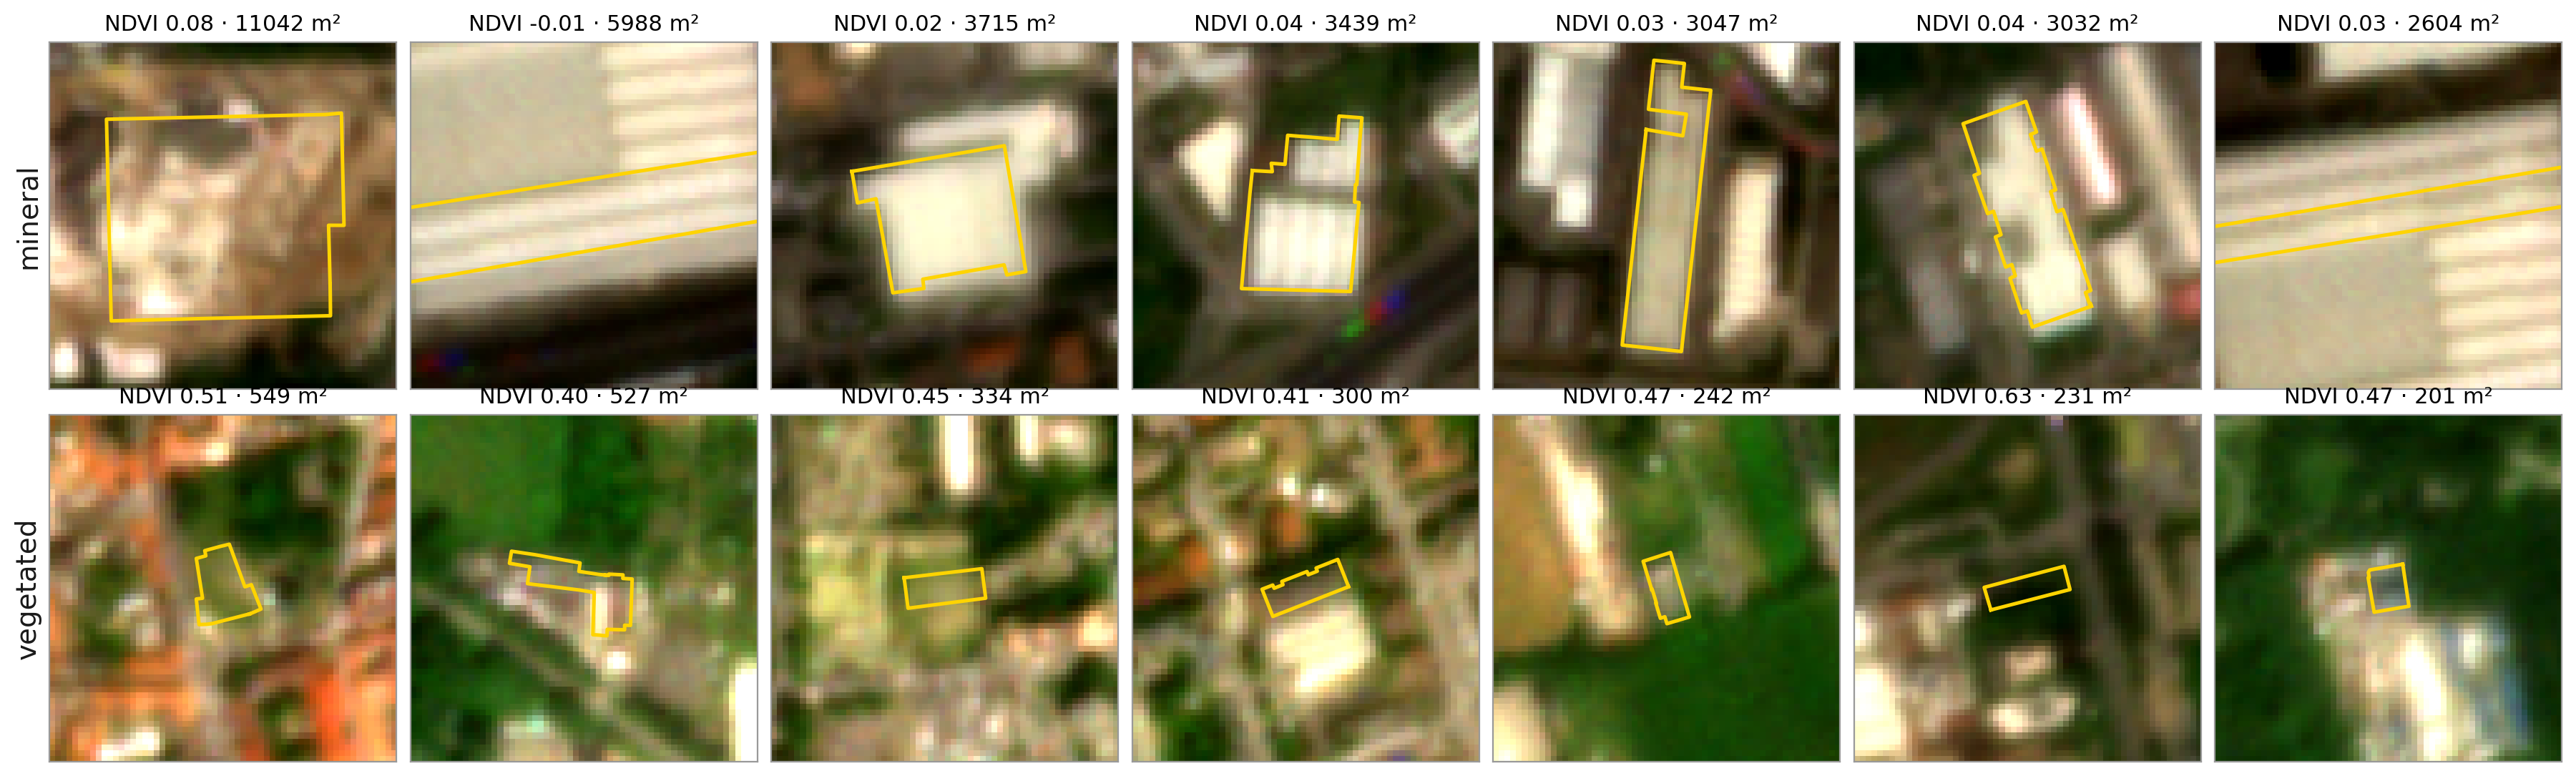 NDVI 0.08 · 11042 m²
NDVI -0.01 · 5988 m²
NDVI 0.02 · 3715 m²
NDVI 0.04 · 3439 m²
NDVI 0.03 · 3047 m²
NDVI 0.04 · 3032 m²
NDVI 0.03 · 2604 m²
mineral
NDVI 0.51 · 549 m²
NDVI 0.40 · 527 m²
NDVI 0.45 · 334 m²
NDVI 0.41 · 300 m²
NDVI 0.47 · 242 m²
NDVI 0.63 · 231 m²
NDVI 0.47 · 201 m²
vegetated